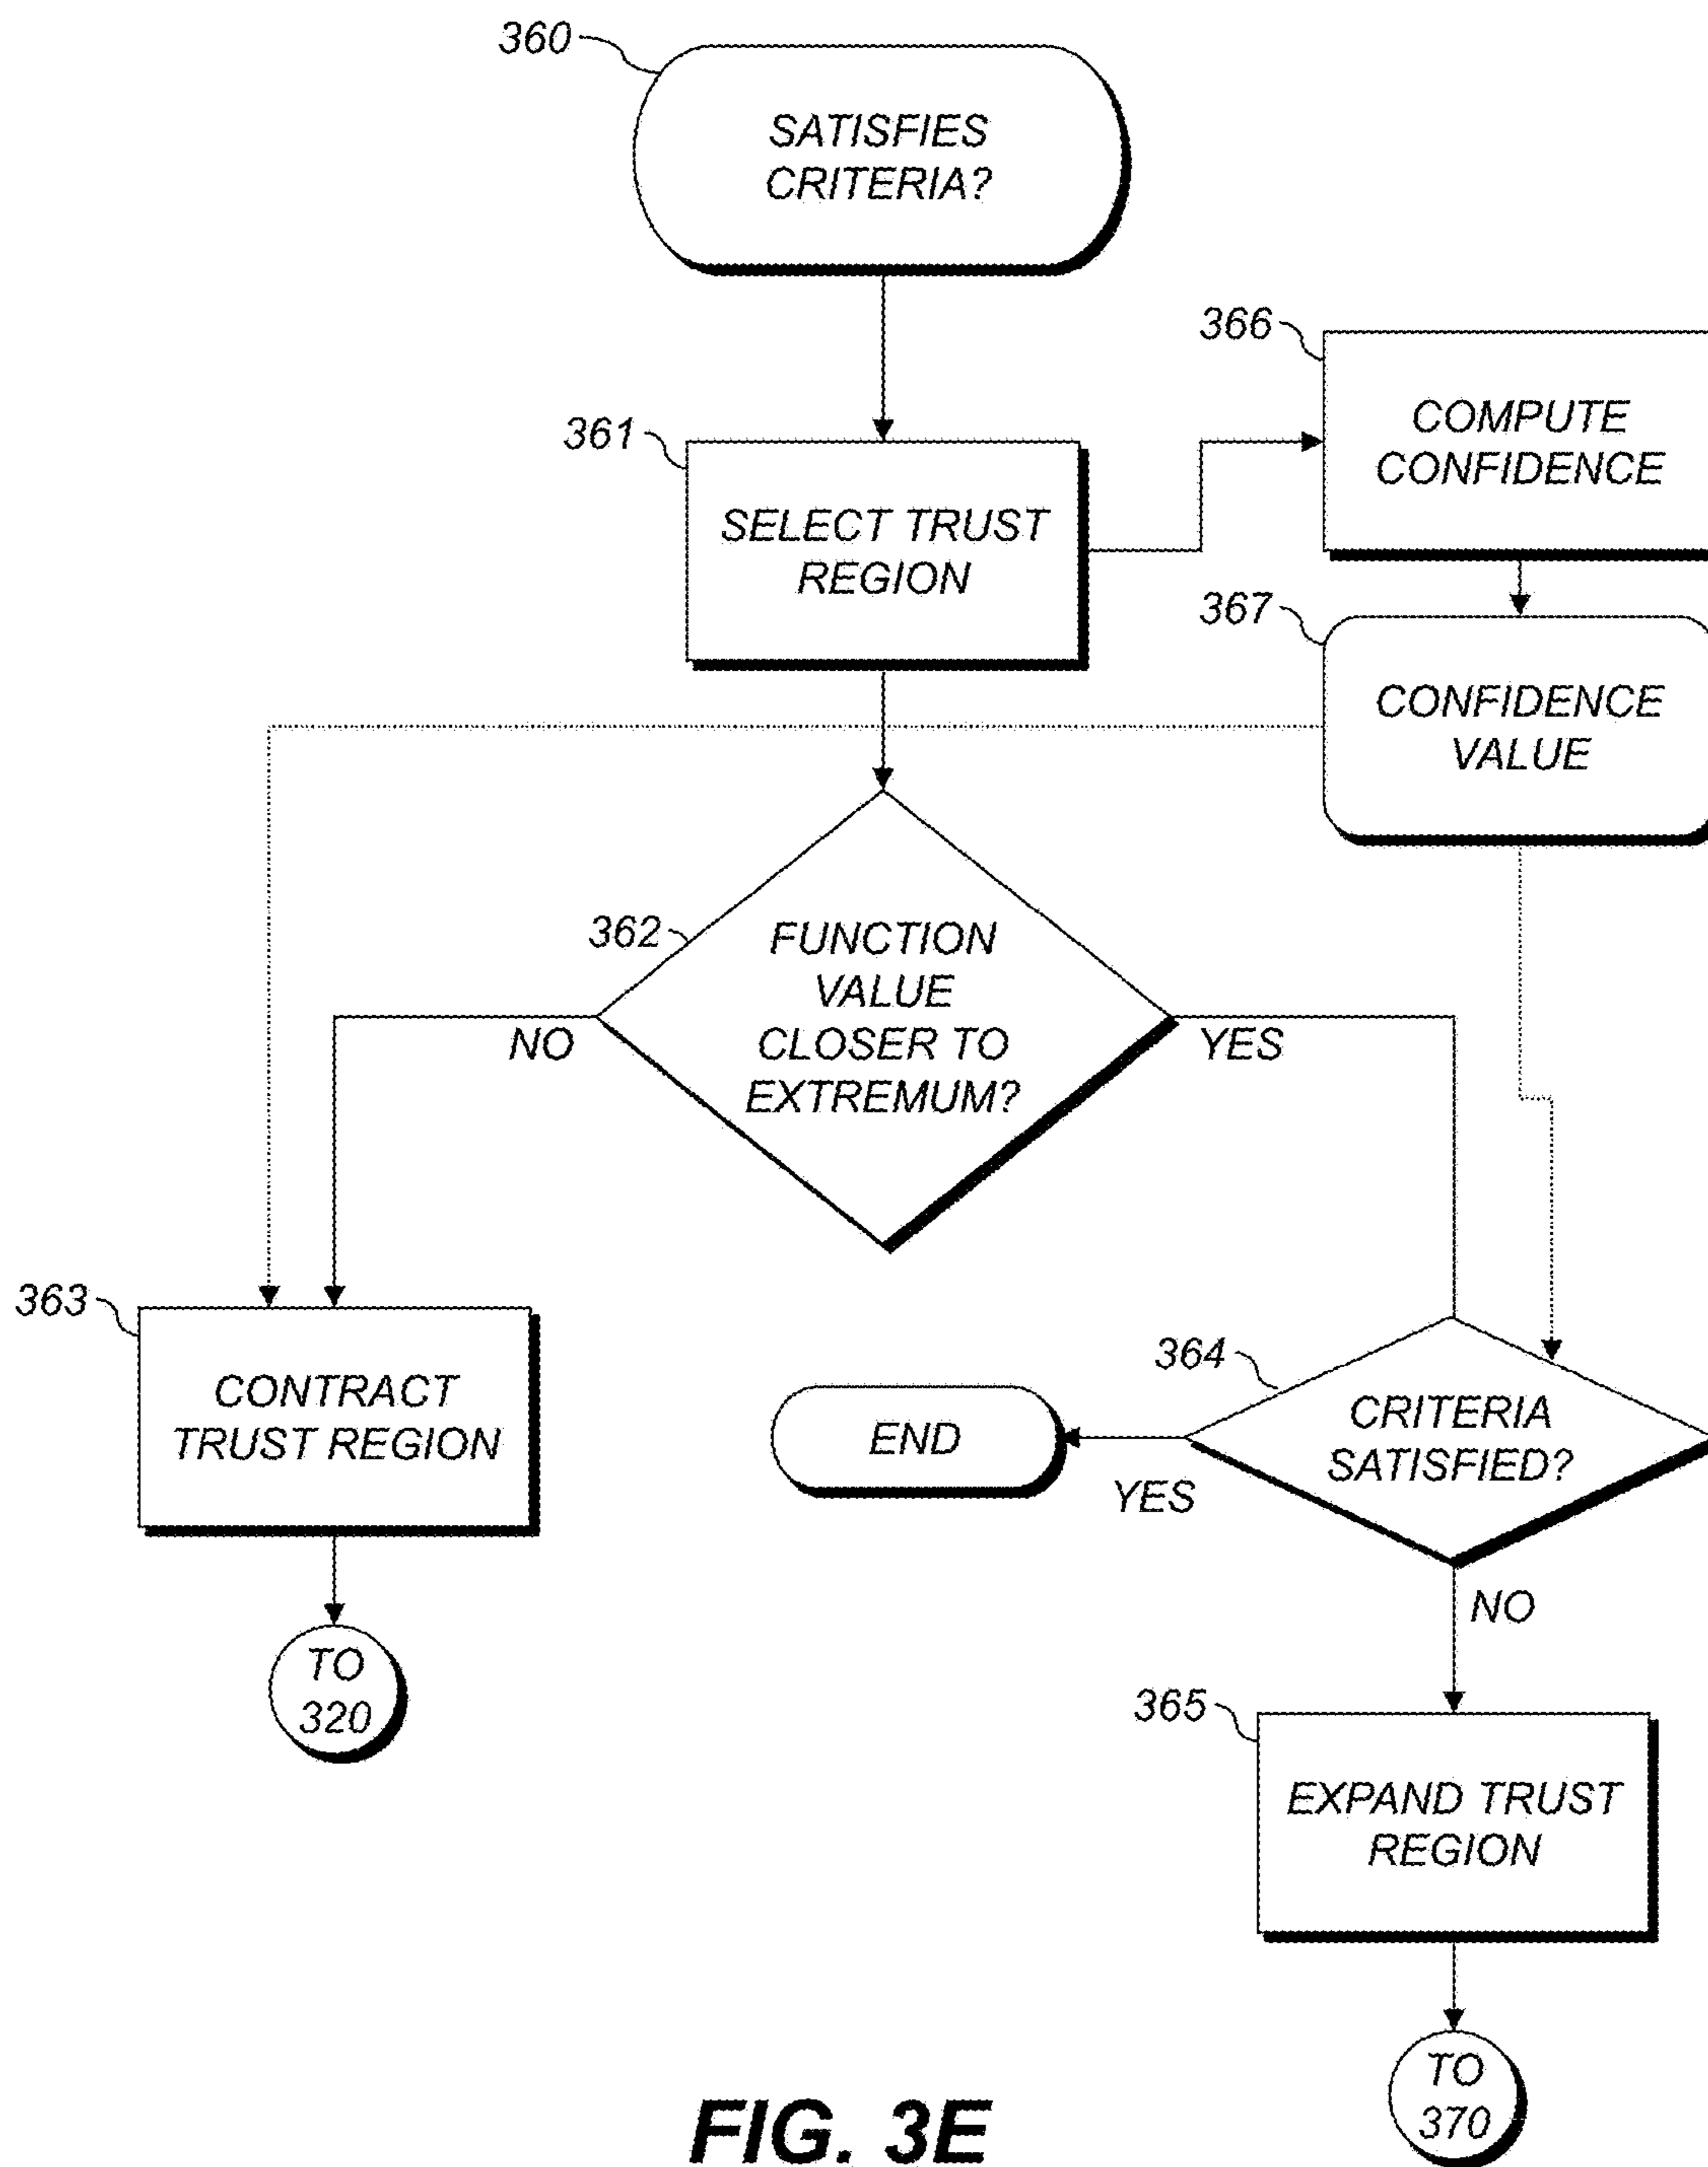 360
SATISFIES
CRITERIA?
366
COMPUTE
CONFIDENCE
361
SELECT TRUST
REGION
367
CONFIDENCE
VALUE
362
FUNCTION
VALUE
CLOSER TO
EXTREMUM?
NO
YES
363
CONTRACT
TRUST REGION
364
CRITERIA
SATISFIED?
END
YES
NO
TO
320
365
EXPAND TRUST
REGION
TO
370
FIG. 3E